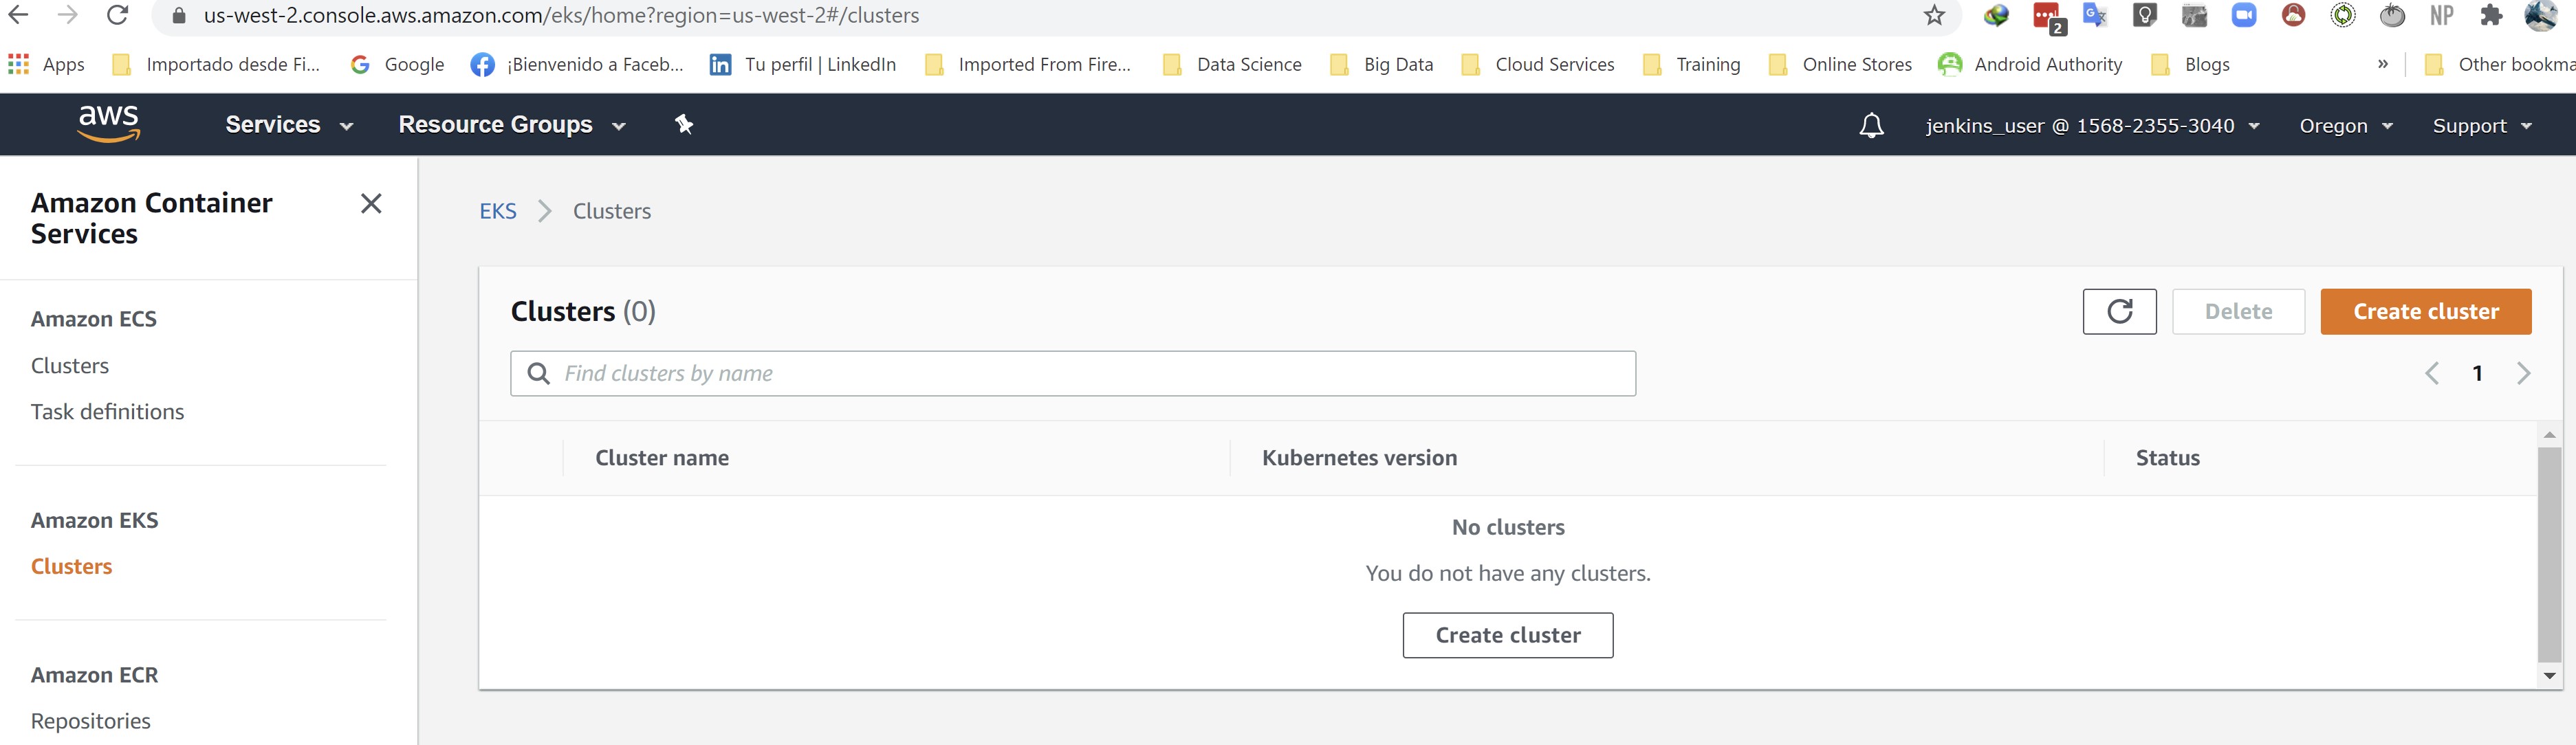 us-west-2.console.aws.amazon.com/eks/home?region=us-west-2#/clusters
2
NP
Apps Importado desde Fi... Google ¡Bienvenido a Faceb... Tu perfil | LinkedIn Imported From Fire... Data Science Big Data Cloud Services Training Online Stores Android Authority Blogs » Other bookma
aws Services Resource Groups jenkins_user @ 1568-2355-3040 Oregon Support
Amazon Container
Services
Amazon ECS
Clusters
Task definitions
Amazon EKS
Clusters
Amazon ECR
Repositories
EKS > Clusters
Clusters (0)
Delete
Create cluster
Find clusters by name
1
Cluster name Kubernetes version Status
No clusters
You do not have any clusters.
Create cluster